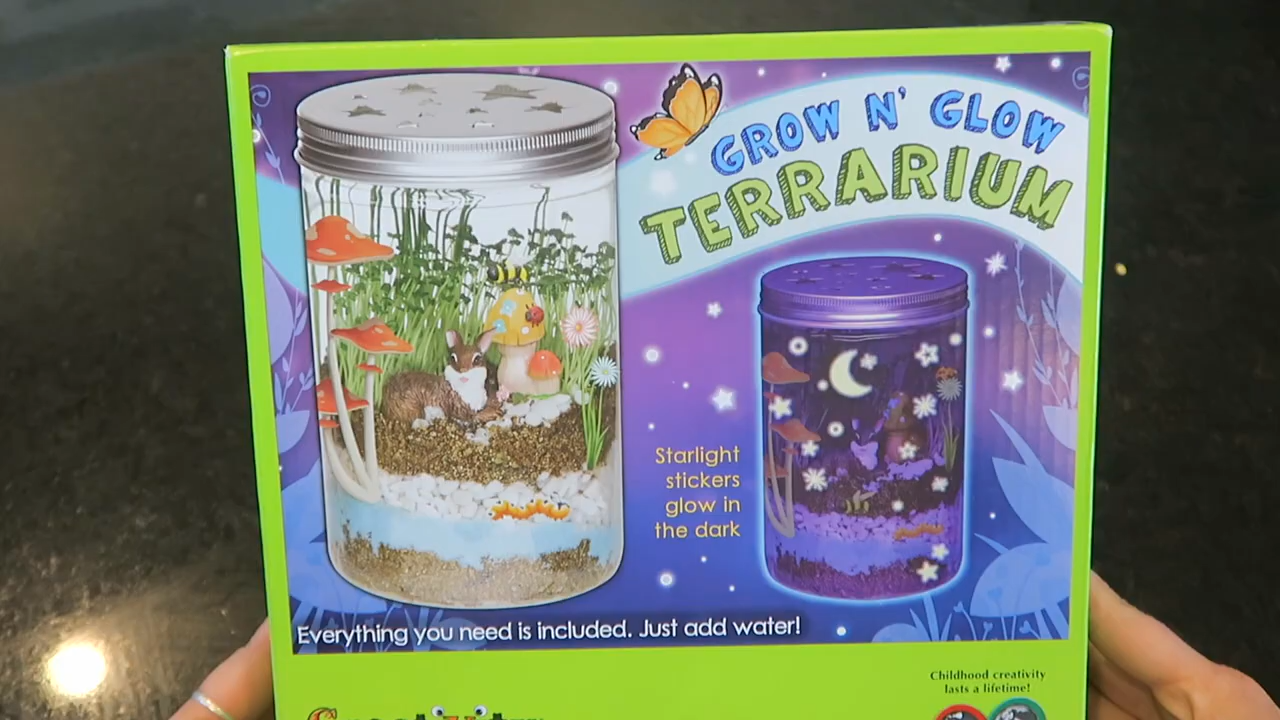 GROW N' GLOW
TERRARIUM
Starlight
stickers
glow in
the dark
Everything you need is included. Just add water!
Childhood creativity
lasts a lifetime!